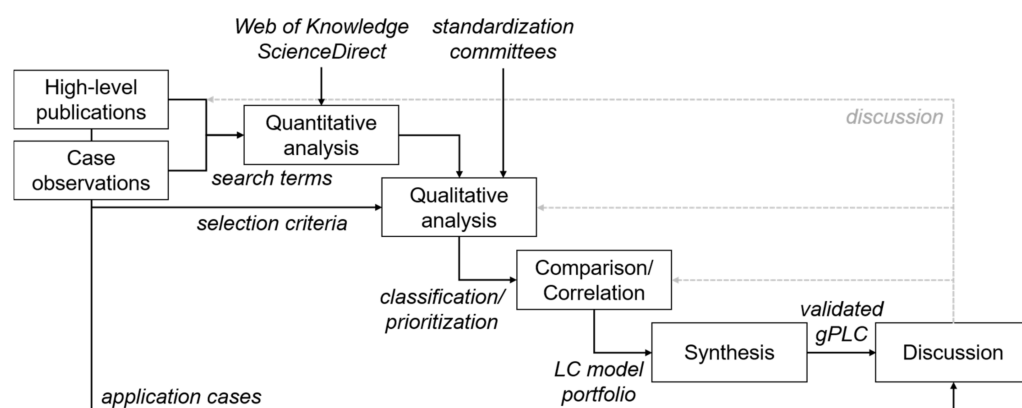 Web of Knowledge
ScienceDirect
standardization
committees
High-level
publications
Quantitative
analysis
discussion
Case
observations
search terms
Qualitative
analysis
selection criteria
Comparison/
Correlation
classification/
prioritization
validated
gPLC
Synthesis
Discussion
LC model
portfolio
application cases